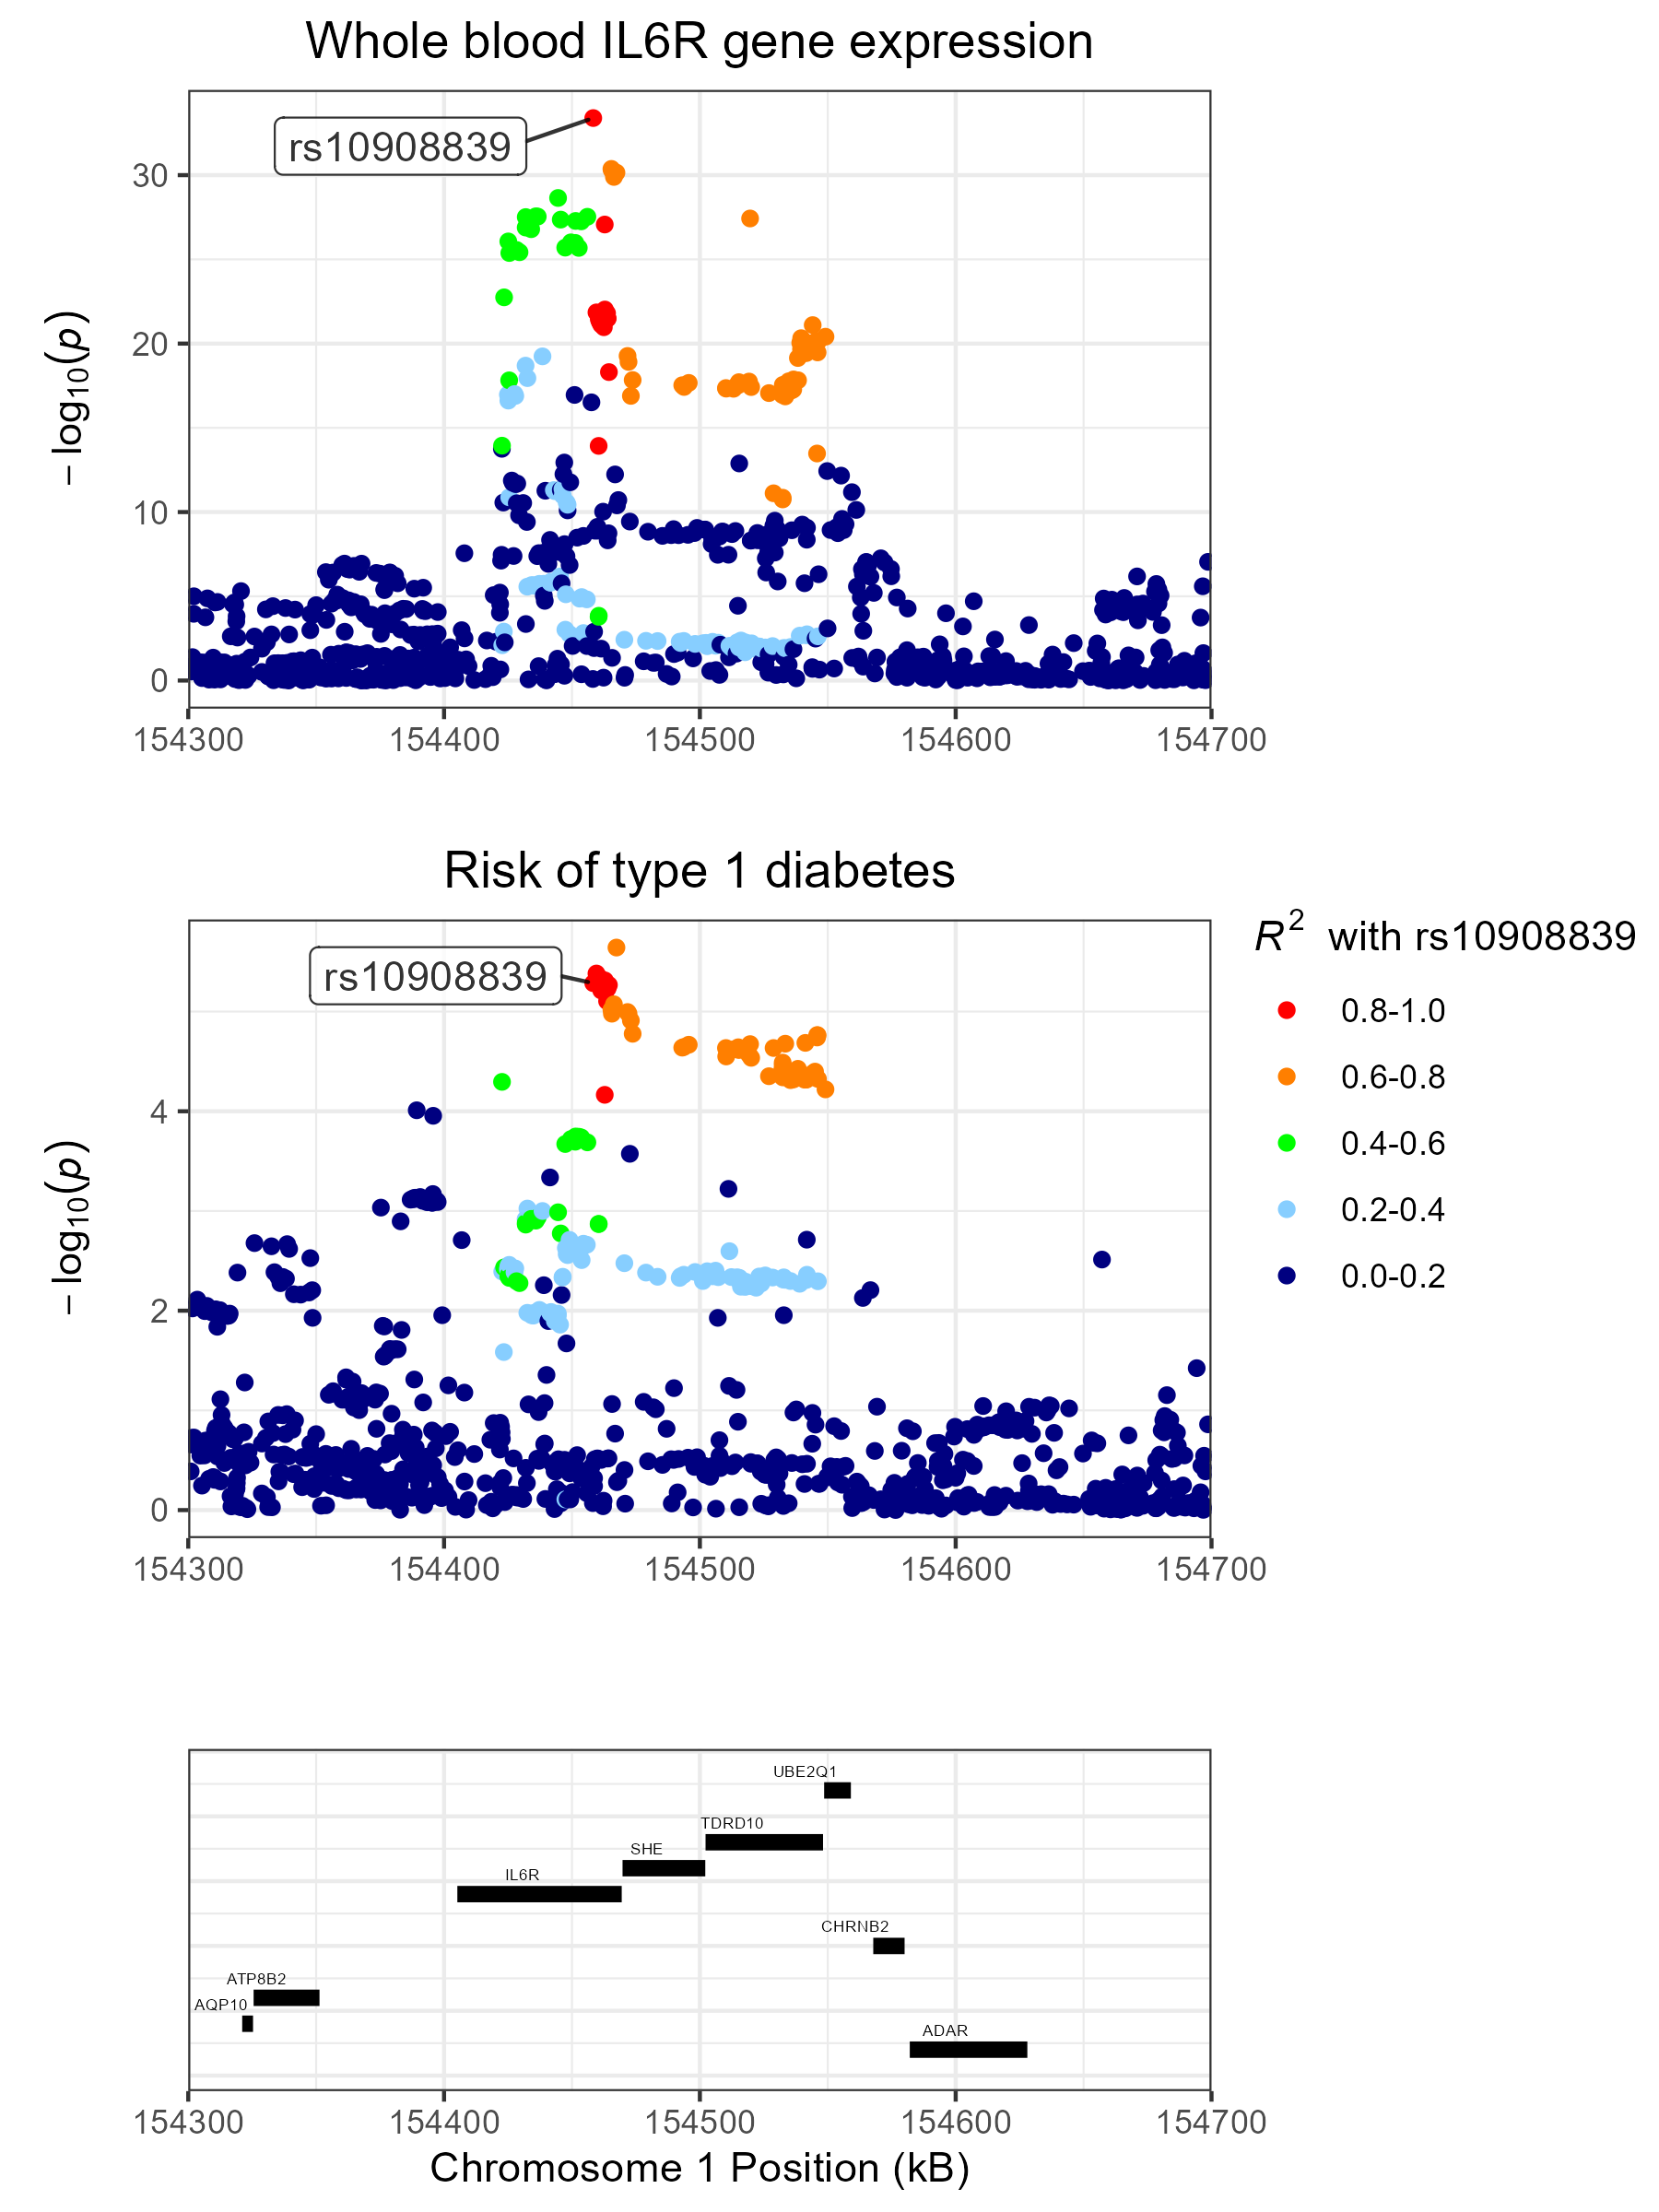 Whole blood IL6R gene expression
rs10908839
30
20
10
0
−log10(p)
154300 154400 154500 154600 154700
Risk of type 1 diabetes
rs10908839
4
2
0
−log10(p)
154300 154400 154500 154600 154700
R2 with rs10908839
0.8-1.0
0.6-0.8
0.4-0.6
0.2-0.4
0.0-0.2
UBE2Q1
TDRD10
SHE
IL6R
CHRNB2
ATP8B2
AQP10
ADAR
154300 154400 154500 154600 154700
Chromosome 1 Position (kB)